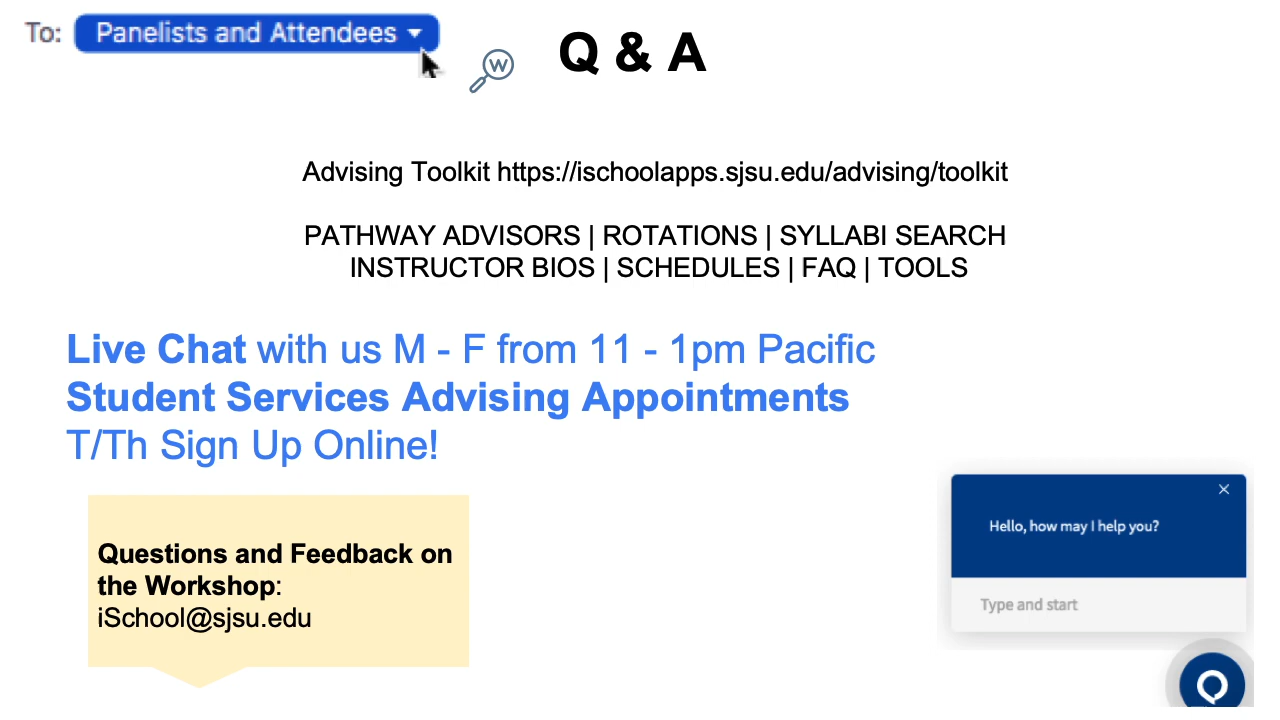 To: Panelists and Attendees
W
Q & A
Advising Toolkit https://ischoolapps.sjsu.edu/advising/toolkit
PATHWAY ADVISORS | ROTATIONS | SYLLABI SEARCH
INSTRUCTOR BIOS | SCHEDULES | FAQ | TOOLS
Live Chat with us M - F from 11 - 1pm Pacific
Student Services Advising Appointments
T/Th Sign Up Online!
Questions and Feedback on
the Workshop:
iSchool@sjsu.edu
Hello, how may I help you?
Type and start